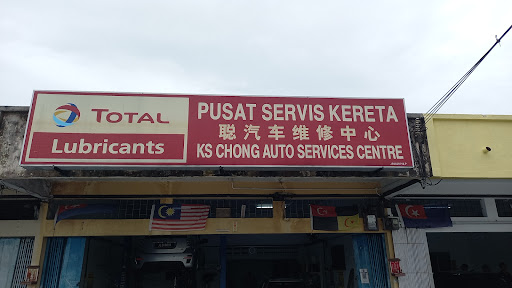 TOTAL
Lubricants
PUSAT SERVIS KERETA
聪汽车维修中心
KS CHONG AUTO SERVICES CENTRE